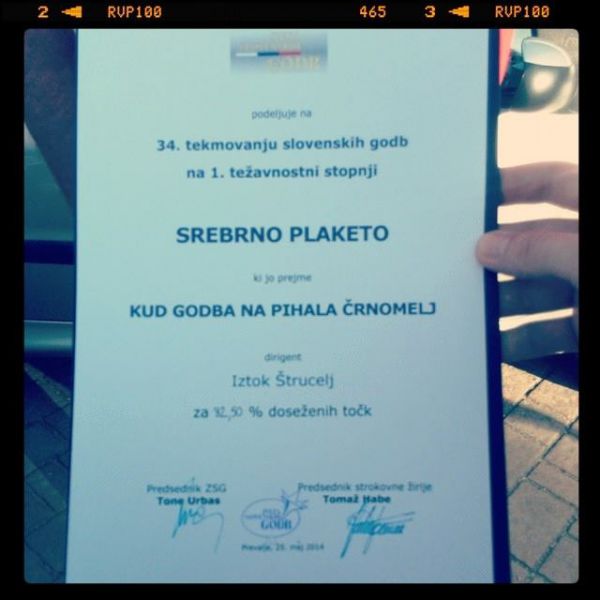 2 RVP100 465 3 RVP100
GODB
podeljuje na
34. tekmovanju slovenskih godb
na 1. težavnostni stopnji
SREBRNO PLAKETO
ki jo prejme
KUD GODBA NA PIHALA ČRNOMELJ
dirigent
Iztok Štrucelj
za 92,50 % doseženih točk
Predsednik ZSG Predsednik strokovne žirije
Tone Urbas Tomaž Habe
GODB
Prevalje, 25. maj 2014